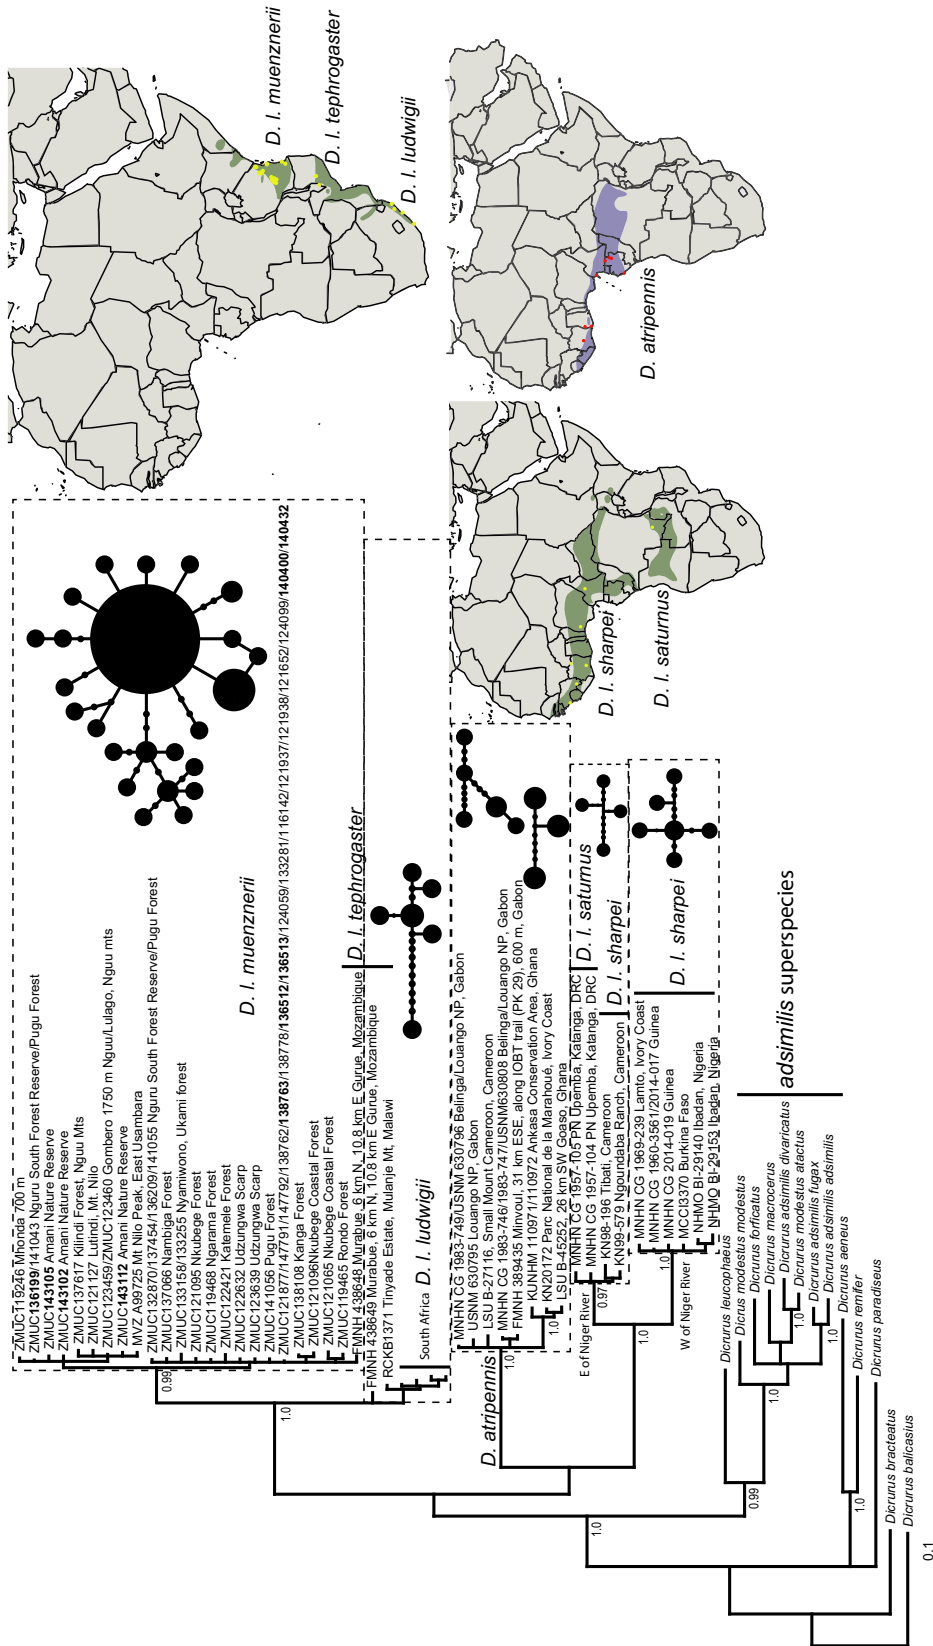 ZMUC119246 Mhonda 700 m
ZMUC136199/141043 Nguru South Forest Reserve/Pugu Forest
ZMUC143105 Amani Nature Reserve
ZMUC143102 Amani Nature Reserve
ZMUC137617 Kilindi Forest, Nguu Mts
ZMUC121127 Lutindi, Mt. Nilo
ZMUC123459/ZMUC123460 Gombero 1750 m Nguu/Lulago, Nguu mts
ZMUC143112 Amani Nature Reserve
MVZ A99725 Mt Nilo Peak, East Usambara
ZMUC132870/137454/136209/141055 Nguru South Forest Reserve/Pugu Forest
ZMUC137066 Nambiga Forest
ZMUC133158/133255 Nyamiwono, Ukami forest
ZMUC121095 Nkubege Forest
ZMUC119468 Ngarama Forest
ZMUC122421 Katemele Forest
ZMUC122632 Udzungwa Scarp
ZMUC123639 Udzungwa Scarp
ZMUC141056 Pugu Forest
ZMUC121877/147791/147792/138762/138763/138778/136512/136513/124059/133281/116142/121937/121938/121652/124099/140400/140432
ZMUC138108 Kanga Forest
ZMUC121096Nkubege Coastal Forest
ZMUC121065 Nkubege Coastal Forest
ZMUC119465 Rondo Forest
FMNH 438648 Murabue, 6 km N, 10.8 km E Gurue, Mozambique
FMNH 438649 Murabue, 6 km N, 10.8 km E Gurue, Mozambique
RCKB1371 Tinyade Estate, Mulanje Mt, Malawi
South Africa
D. l. muenznerii
D. l. tephrogaster
D. l. ludwigii
0.99
1.0
D. l. muenznerii
D. l. tephrogaster
D. l. ludwigii
D. atripennis
MNHN CG 1983-749/USNM 630796 Belinga/Louango NP, Gabon
USNM 630795 Louango NP, Gabon
LSU B-27116, Small Mount Cameroon, Cameroon
MNHN CG 1983-746/1983-747/USNM630808 Belinga/Louango NP, Gabon
FMNH 389435 Minvoul, 31 km ESE, along IOBT trail (PK 29), 600 m, Gabon
KUNHM 110971/110972 Ankasa Conservation Area, Ghana
KN20172 Parc National de la Marahoué, Ivory Coast
LSU B-45252, 26 km SW Goaso, Ghana
1.0
1.0
1.0
E of Niger River
MNHN CG 1957-105 PN Upemba, Katanga, DRC
MNHN CG 1957-104 PN Upemba, Katanga, DRC
KN98-196 Tibati, Cameroon
KN99-579 Ngoundaba Ranch, Cameroon
D. l. saturnus
D. l. sharpei
0.97
1.0
W of Niger River
MNHN CG 1969-239 Lamto, Ivory Coast
MNHN CG 1960-3561/2014-017 Guinea
MNHN CG 2014-019 Guinea
MCCI3370 Burkina Faso
NHMO BI-29140 Ibadan, Nigeria
NHMO BI-29153 Ibadan, Nigeria
D. l. sharpei
1.0
1.0
D. l. sharpei
D. l. saturnus
D. atripennis
Dicrurus leucophaeus
Dicrus modestus modestus
Dicrurus forficatus
Dicrurus macrocerus
Dicrurus adsimilis divaricatus
Dicrurus modestus atactus
Dicrurus adsimilis fugax
Dicrurus adsimilis adsimilis
Dicrurus aeneus
Dicrurus remifer
Dicrurus paradiseus
Dicrurus bracteatus
Dicrurus balicasius
adsimilis superspecies
1.0
1.0
1.0
0.99
1.0
1.0
0.1